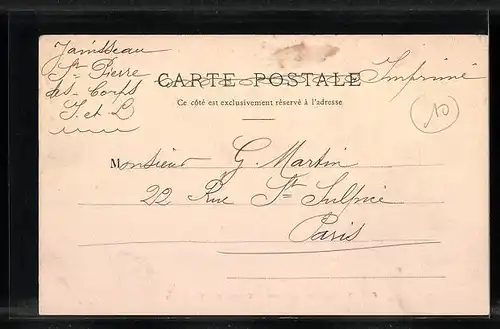 Jamisseau
St Pierre
des-Corps
I. et L
CARTE POSTALE
Imprimé
Ce côté est exclusivement réservé à l'adresse
10
Monsieur G. Martin
22 Rue St Sulpice
Paris